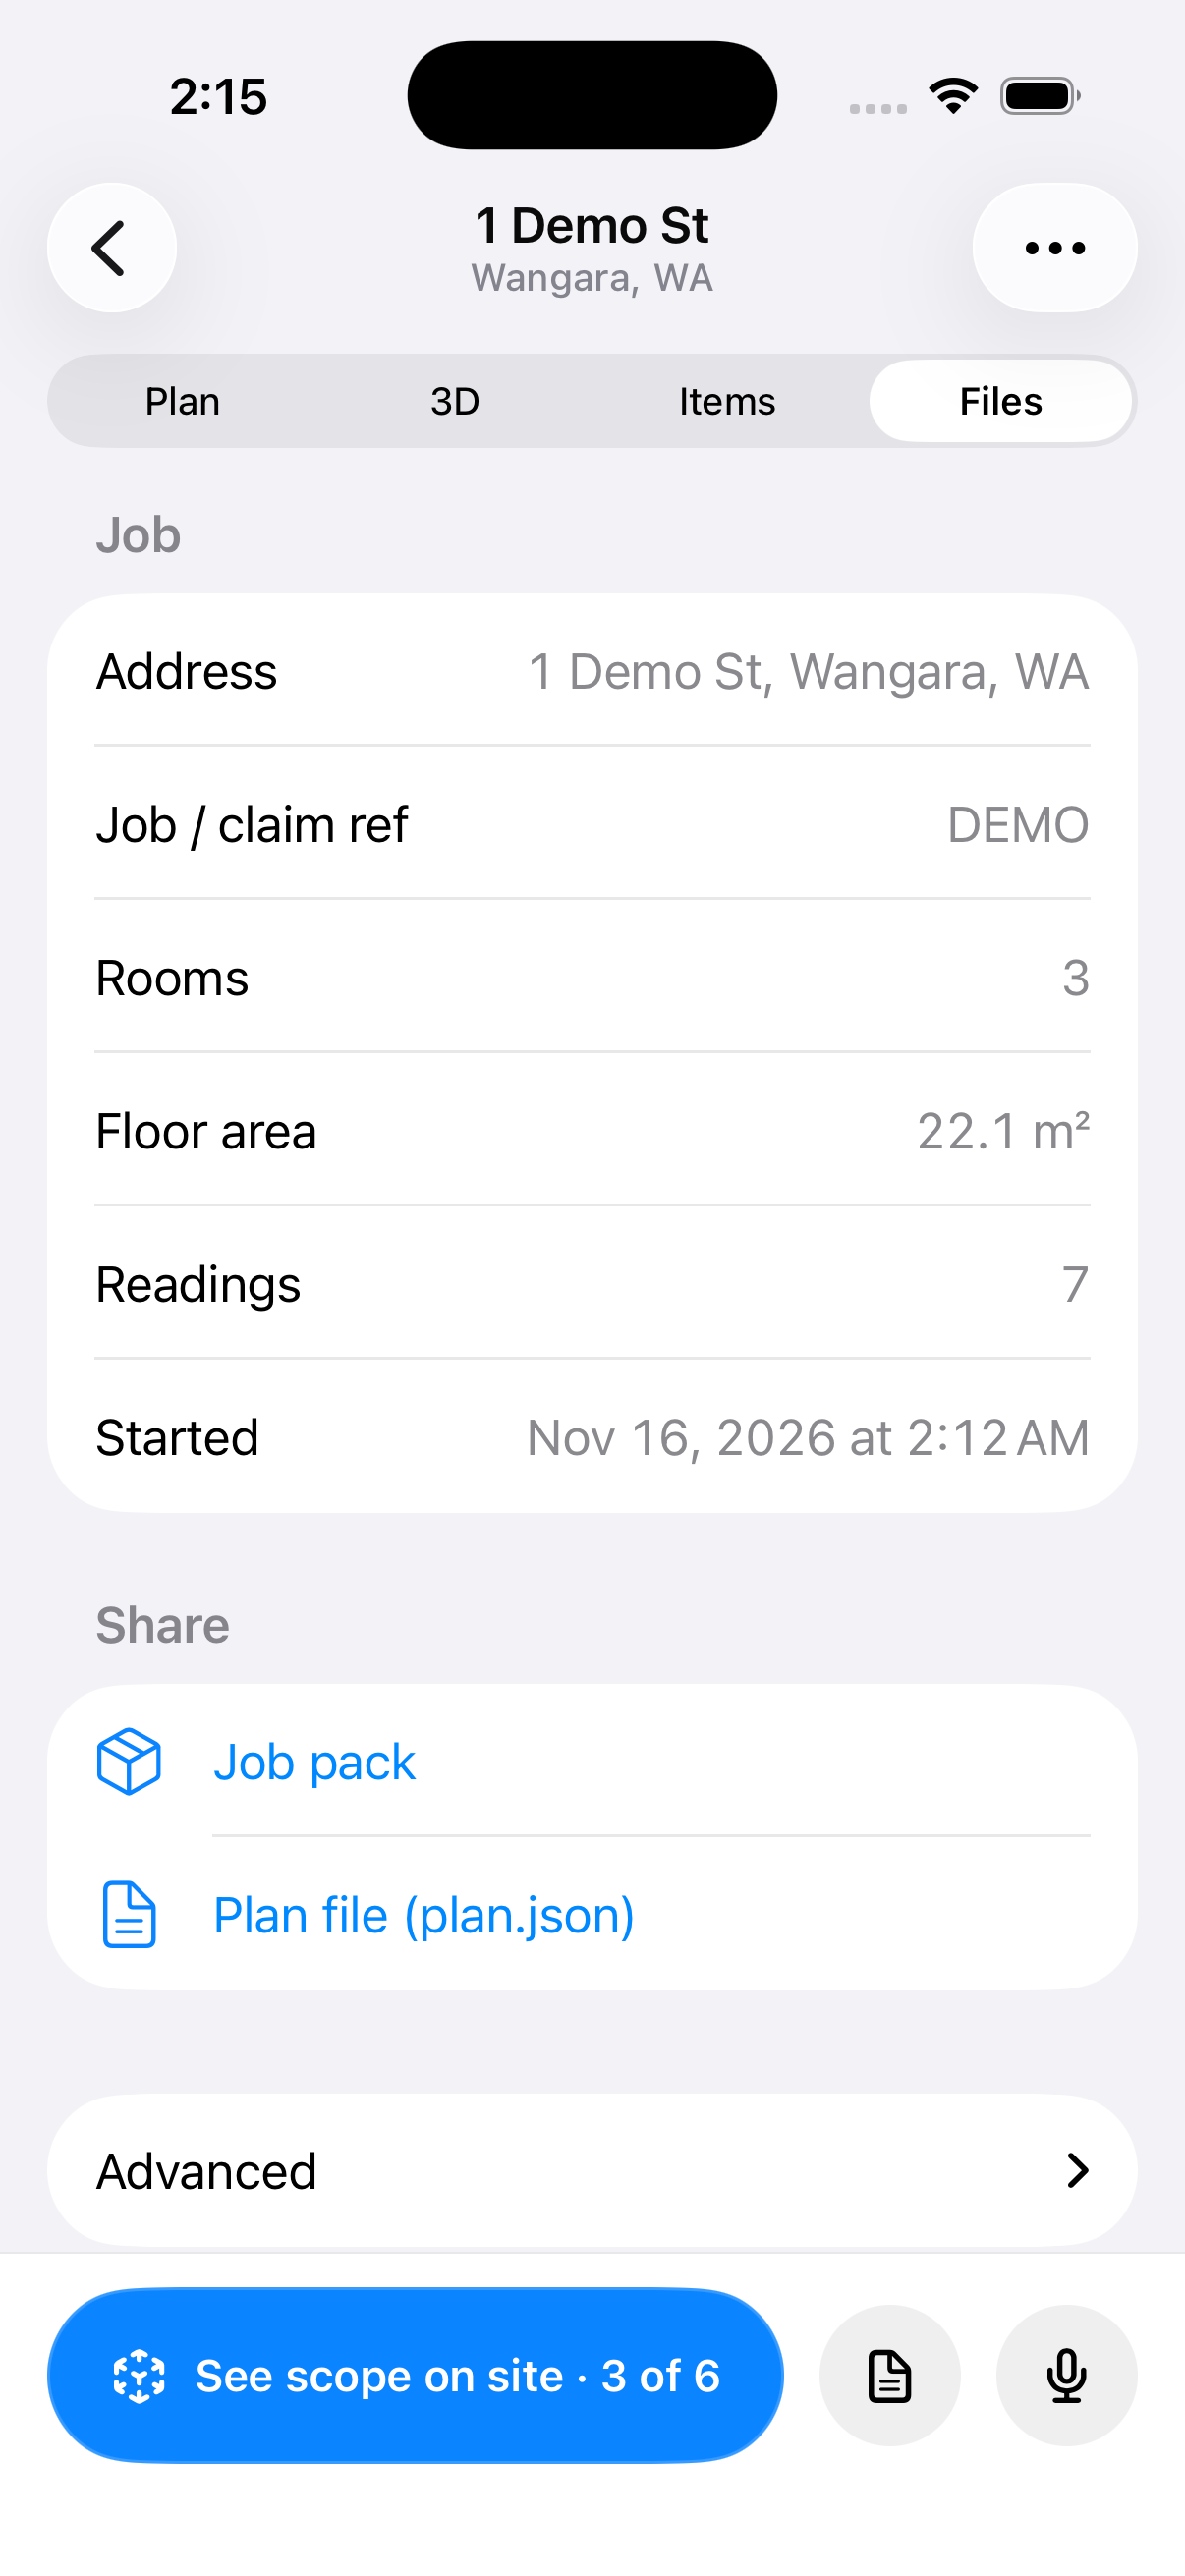 2:15
1 Demo St
Wangara, WA
Plan
3D
Items
Files
Job
Address
1 Demo St, Wangara, WA
Job / claim ref
DEMO
Rooms
3
Floor area
22.1 m²
Readings
7
Started
Nov 16, 2026 at 2:12 AM
Share
Job pack
Plan file (plan.json)
Advanced
See scope on site · 3 of 6